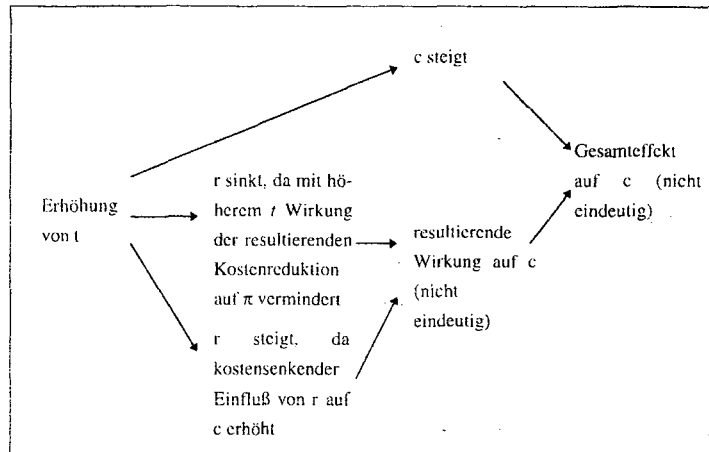 c steigt
Gesamteffekt
auf c (nicht
eindeutig)
Erhöhung
von t
r sinkt, da mit hö-
herem t Wirkung
der resultierenden
Kostenreduktion
auf π vermindert
resultierende
Wirkung auf c
(nicht
eindeutig)
r steigt, da
kostensenkender
Einfluß von r auf
c erhöht